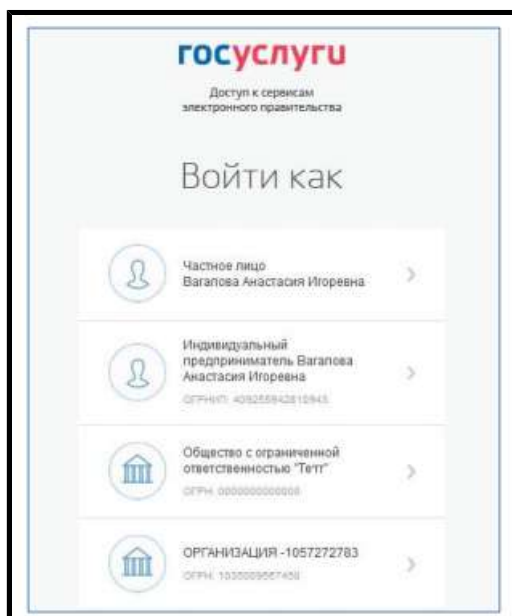 госуслуги
Доступ к сервисам
электронного правительства
Войти как
Частное лицо
Вагапова Анастасия Игоревна
Индивидуальный
предприниматель Вагапова
Анастасия Игоревна
ОГРНИП:
Общество с ограниченной
ответственностью
ОГРН: 0000000000000
ОРГАНИЗАЦИЯ -1057272783
ОГРН: